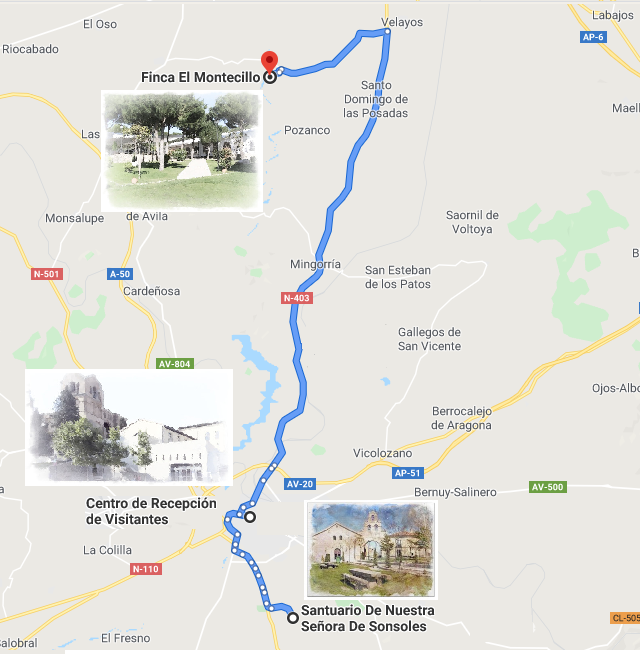 El Oso
Velayos
Labajos
AP-6
Riocabado
Finca El Montecillo
Santo
Domingo de
las Posadas
Mael
Las
Pozanco
Monsalupe
de Avila
Saornil de
Voltoya
B
Mingorría
San Esteban
de los Patos
N-501
A-50
Cardeñosa
N-403
Gallegos de
San Vicente
AV-804
Ojos-Albo
Berrocalejo
de Aragona
Vicolozano
AP-51
AV-20
Bernuy-Salinero
AV-500
a
Centro de Recepción
de Visitantes
La Colilla
N-110
Santuario De Nuestra
Señora De Sonsoles
CL-505
El Fresno
Salobral